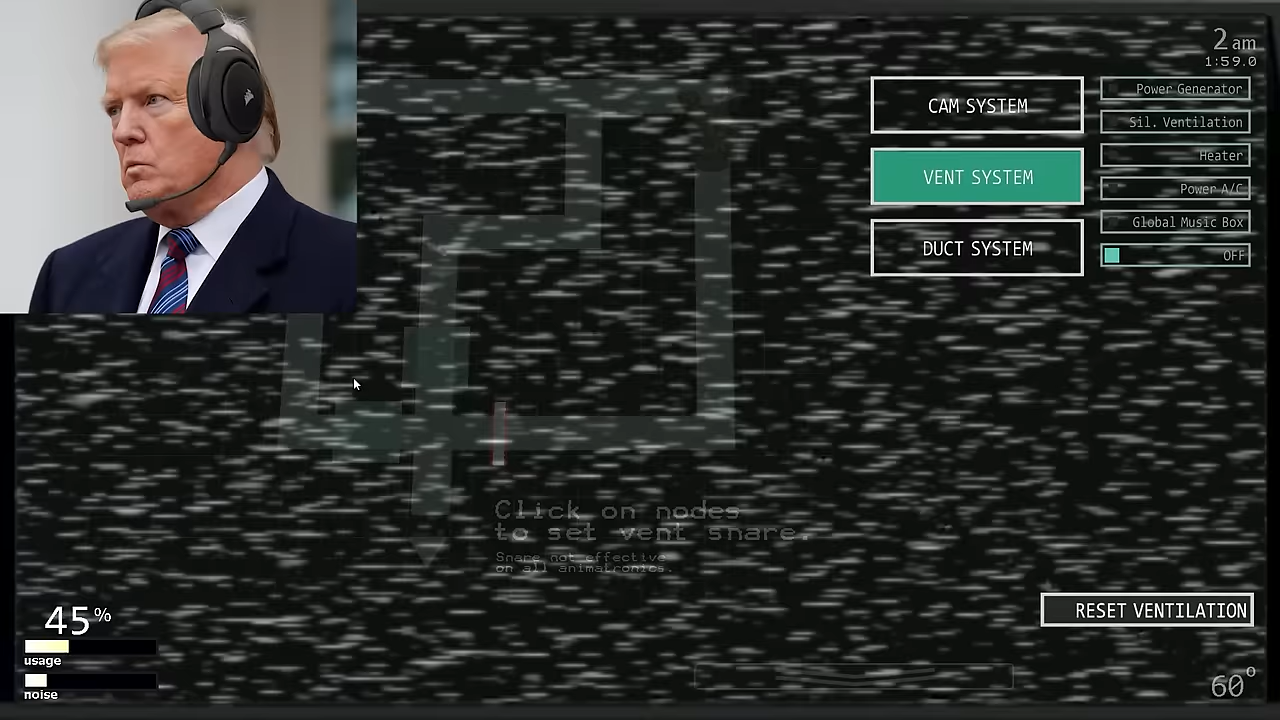 2 am
1:59.0
CAM SYSTEM
VENT SYSTEM
DUCT SYSTEM
Power Generator
Sil. Ventilation
Heater
Power A/C
Global Music Box
OFF
Click on nodes
to set vent snare.
Snare not effective
on all animatronics.
RESET VENTILATION
45%
usage
noise
60°